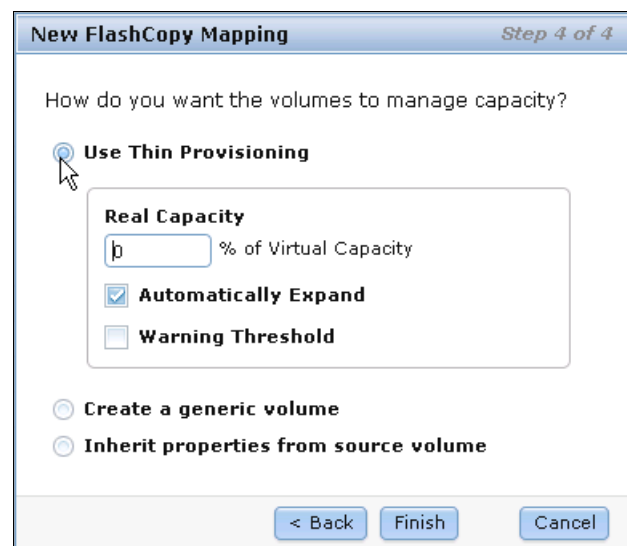 New FlashCopy Mapping Step 4 of 4
How do you want the volumes to manage capacity?
Use Thin Provisioning
Real Capacity
0 % of Virtual Capacity
Automatically Expand
Warning Threshold
Create a generic volume
Inherit properties from source volume
< Back Finish Cancel